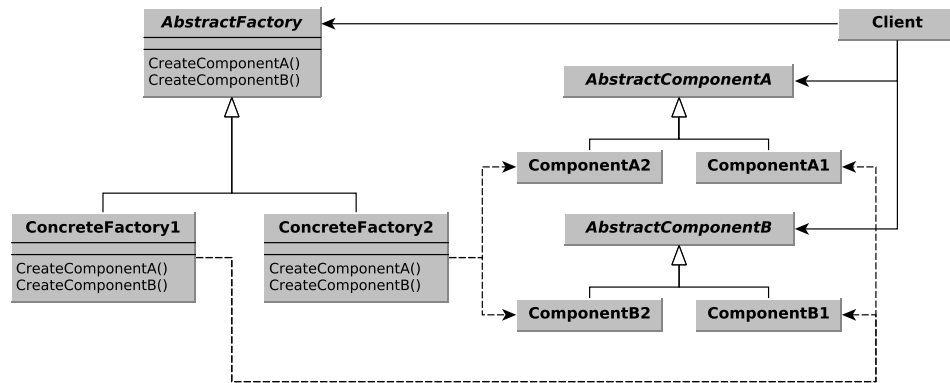 AbstractFactory
CreateComponentA()
CreateComponentB()
Client
AbstractComponentA
ComponentA2
ComponentA1
ConcreteFactory1
CreateComponentA()
CreateComponentB()
ConcreteFactory2
CreateComponentA()
CreateComponentB()
AbstractComponentB
ComponentB2
ComponentB1